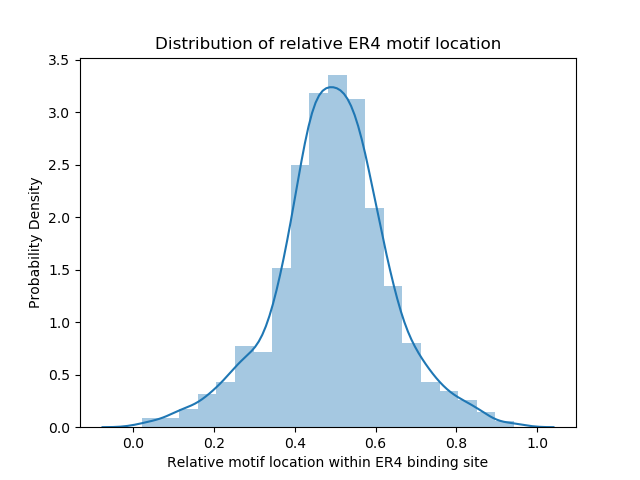 Distribution of relative ER4 motif location
3.5
3.0
2.5
2.0
1.5
1.0
0.5
0.0
Probability Density
0.0 0.2 0.4 0.6 0.8 1.0
Relative motif location within ER4 binding site